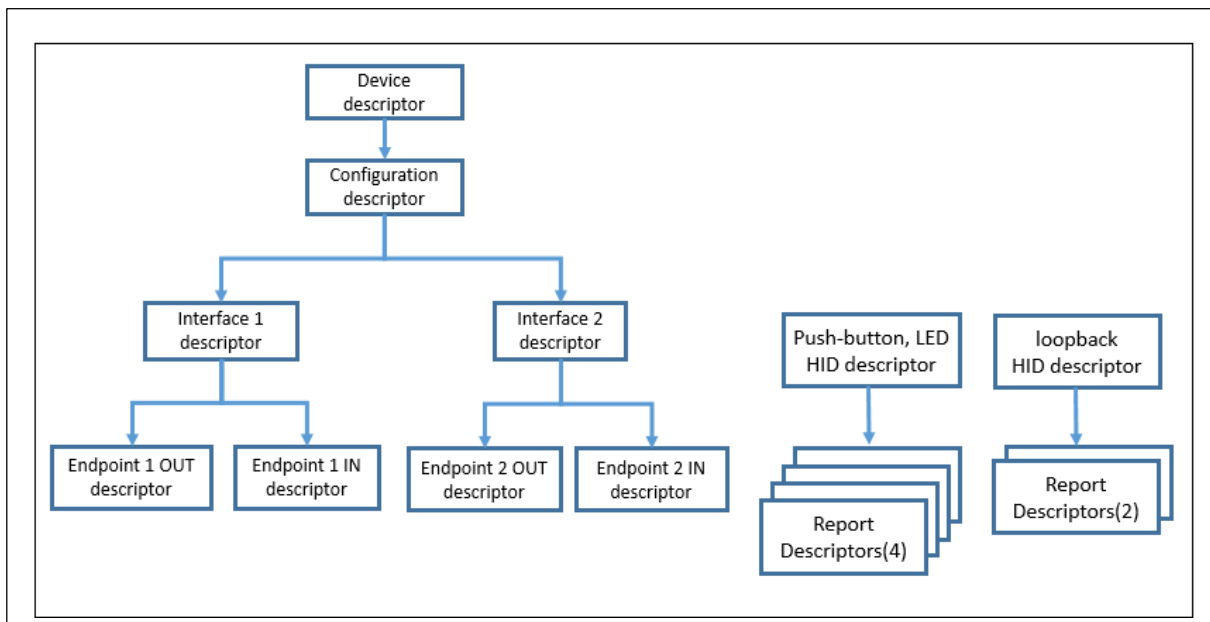 Device
descriptor
Configuration
descriptor
Interface 1
descriptor
Interface 2
descriptor
Push-button, LED
HID descriptor
loopback
HID descriptor
Endpoint 1 OUT
descriptor
Endpoint 1 IN
descriptor
Endpoint 2 OUT
descriptor
Endpoint 2 IN
descriptor
Report
Descriptors(4)
Report
Descriptors(2)